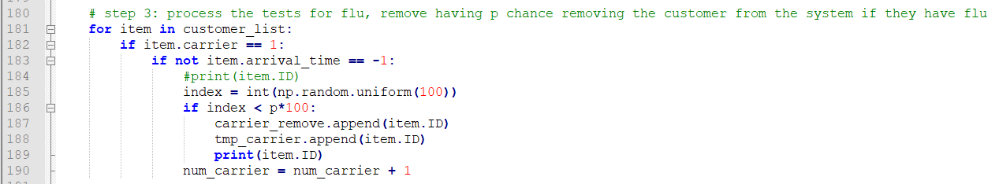 180 # step 3: process the tests for flu, remove having p chance removing the customer from the system if they have flu
181 for item in customer_list:
182 if item.carrier == 1:
183 if not item.arrival_time == -1:
184 #print(item.ID)
185 index = int(np.random.uniform(100))
186 if index < p*100:
187 carrier_remove.append(item.ID)
188 tmp_carrier.append(item.ID)
189 print(item.ID)
190 num_carrier = num_carrier + 1